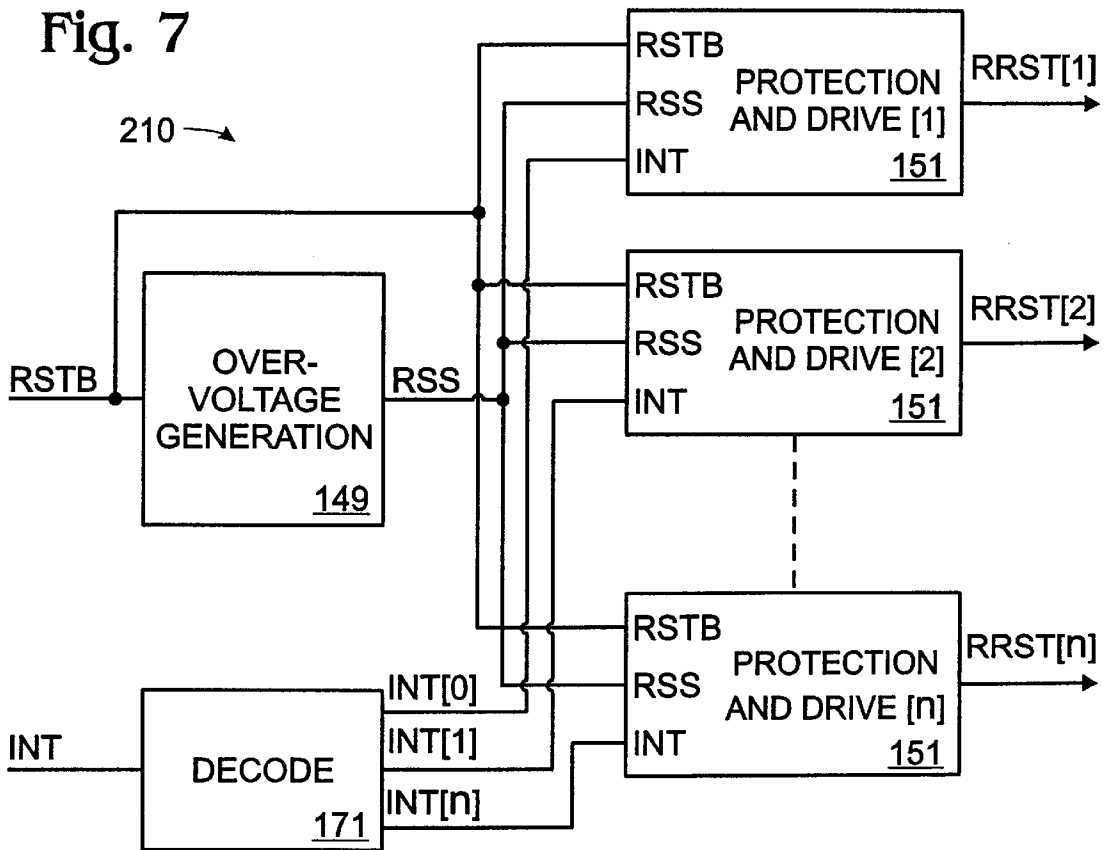 Fig. 7
210
RSTB
OVER-
VOLTAGE
GENERATION
149
RSS
INT
DECODE
171
INT[0]
INT[1]
INT[n]
RSTB
RSS
INT
PROTECTION
AND DRIVE [1]
151
RRST[1]
RSTB
RSS
INT
PROTECTION
AND DRIVE [2]
151
RRST[2]
RSTB
RSS
INT
PROTECTION
AND DRIVE [n]
151
RRST[n]